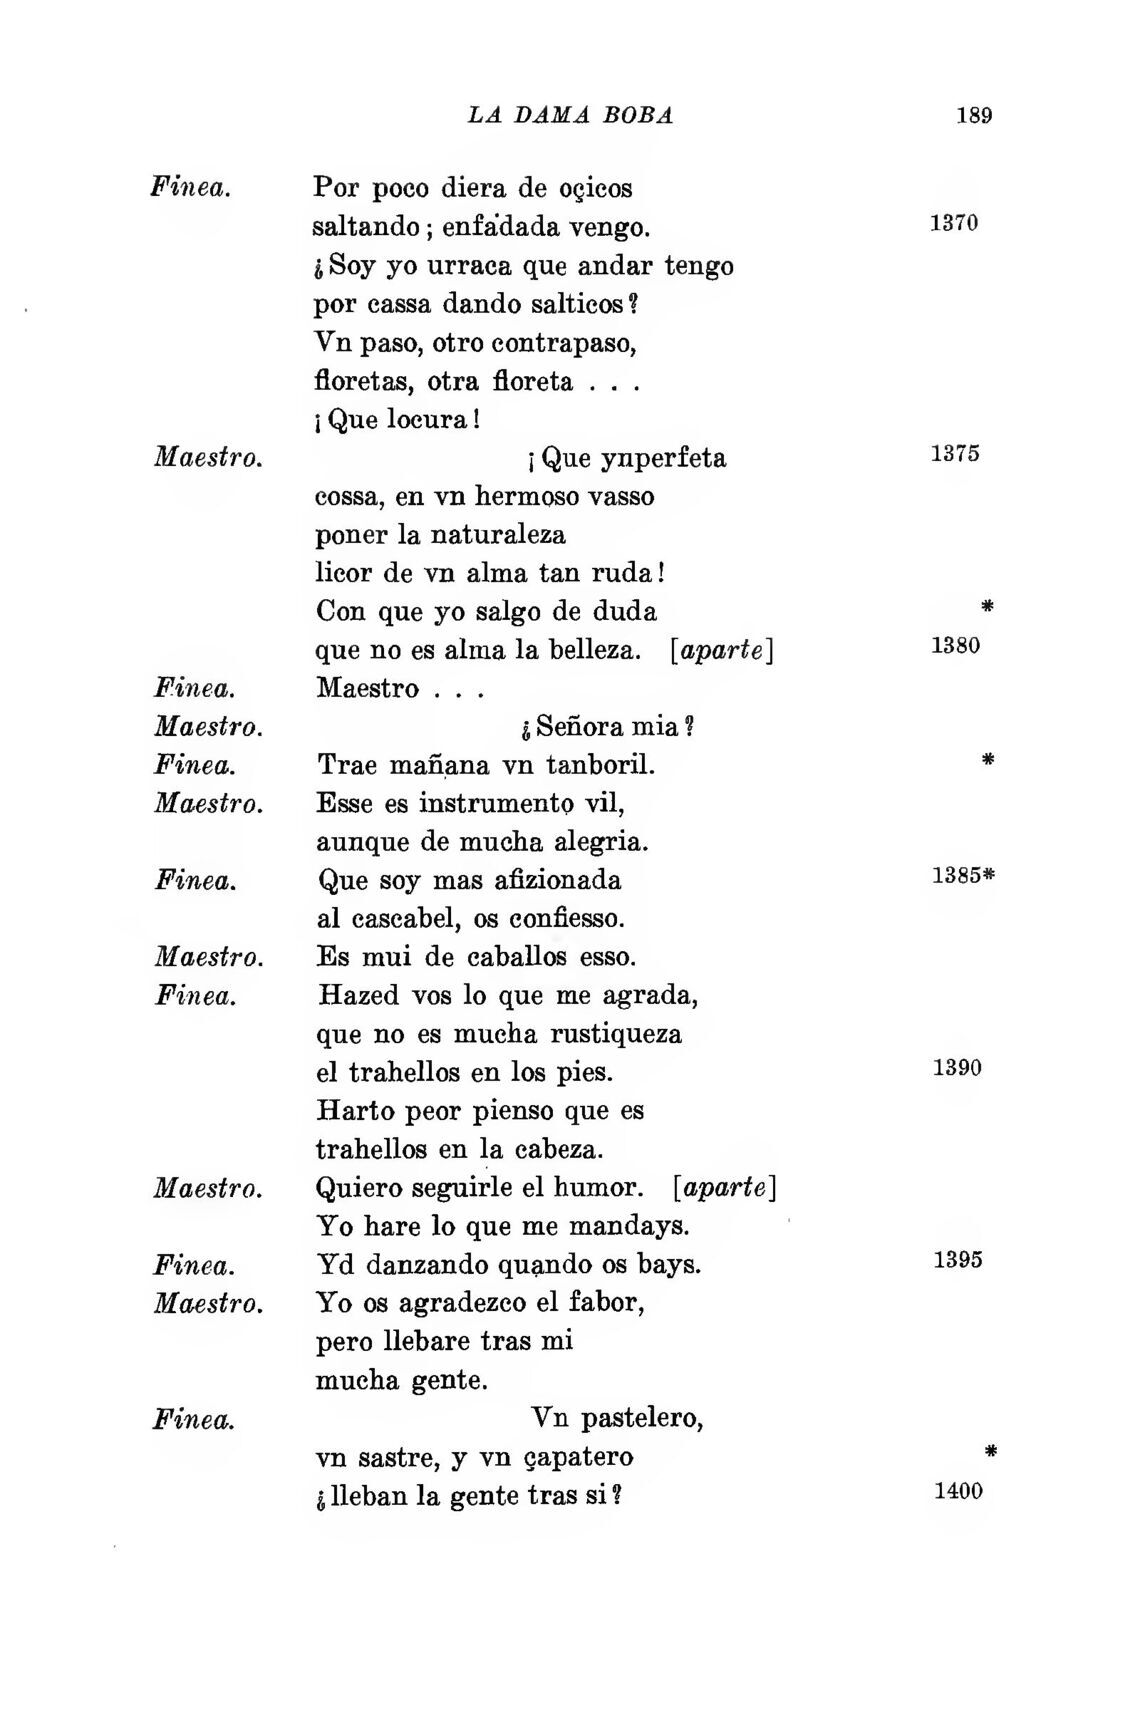 LA DAMA BOBA 189
Finea. Por poco diera de oçicos
saltando; enfadada vengo. 1370
¿Soy yo urraca que andar tengo
por cassa dando salticos?
Vn paso, otro contrapaso,
floretas, otra floreta . . .
¡Que locura!
Maestro. ¡Que ynperfeta 1375
cossa, en vn hermoso vasso
poner la naturaleza
licor de vn alma tan ruda!
Con que yo salgo de duda *
que no es alma la belleza. [aparte] 1380
Finea. Maestro . . .
Maestro. ¿Señora mia?
Finea. Trae mañana vn tanboril. *
Maestro. Esse es instrumento vil,
aunque de mucha alegria.
Finea. Que soy mas afizionada 1385*
al cascabel, os confiesso.
Maestro. Es mui de caballos esso.
Finea. Hazed vos lo que me agrada,
que no es mucha rustiqueza
el trahellos en los pies. 1390
Harto peor pienso que es
trahellos en la cabeza.
Maestro. Quiero seguirle el humor. [aparte]
Yo hare lo que me mandays.
Finea. Yd danzando quando os bays. 1395
Maestro. Yo os agradezco el fabor,
pero llebare tras mi
mucha gente.
Finea. Vn pastelero,
vn sastre, y vn çapatero *
¿lleban la gente tras si? 1400